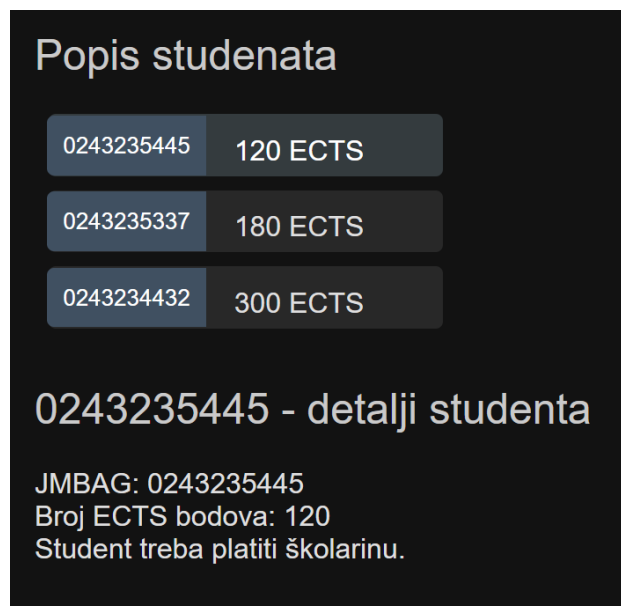 Popis studenata
0243235445 120 ECTS
0243235337 180 ECTS
0243234432 300 ECTS
0243235445 - detalji studenta
JMBAG: 0243235445
Broj ECTS bodova: 120
Student treba platiti školarinu.